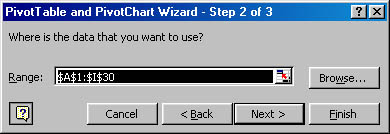 PivotTable and PivotChart Wizard - Step 2 of 3
Where is the data that you want to use?
Range: $A$1:$I$30 Browse...
? Cancel < Back Next > Finish